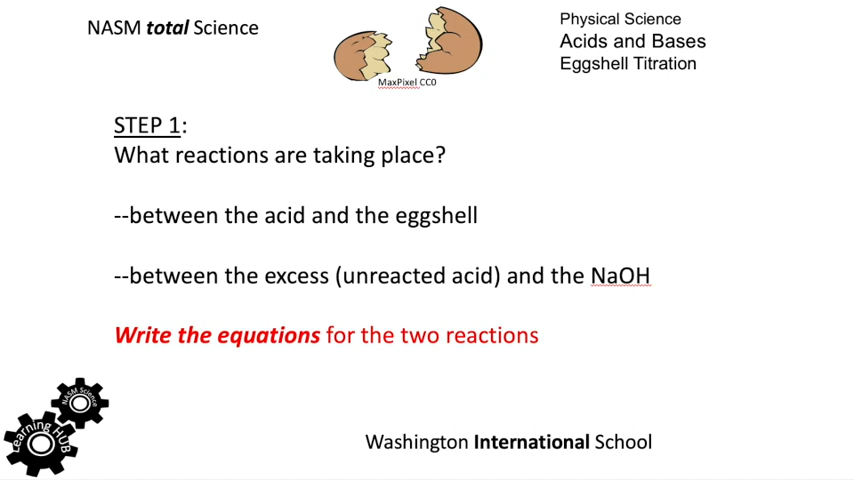 NASM total Science
MaxPixel CC0
Physical Science
Acids and Bases
Eggshell Titration
STEP 1:
What reactions are taking place?
--between the acid and the eggshell
--between the excess (unreacted acid) and the NaOH
Write the equations for the two reactions
NASM Science
Learning HUB
Washington International School